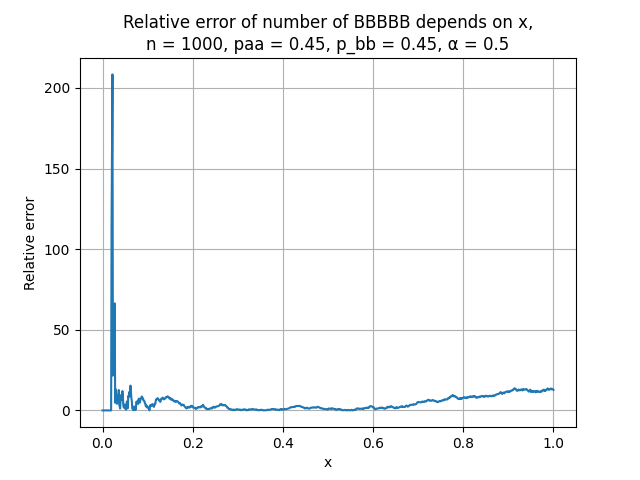 Relative error of number of BBBBB depends on x,
n = 1000, paa = 0.45, p_bb = 0.45, α = 0.5
200
150
100
50
0
Relative error
0.0 0.2 0.4 0.6 0.8 1.0
x